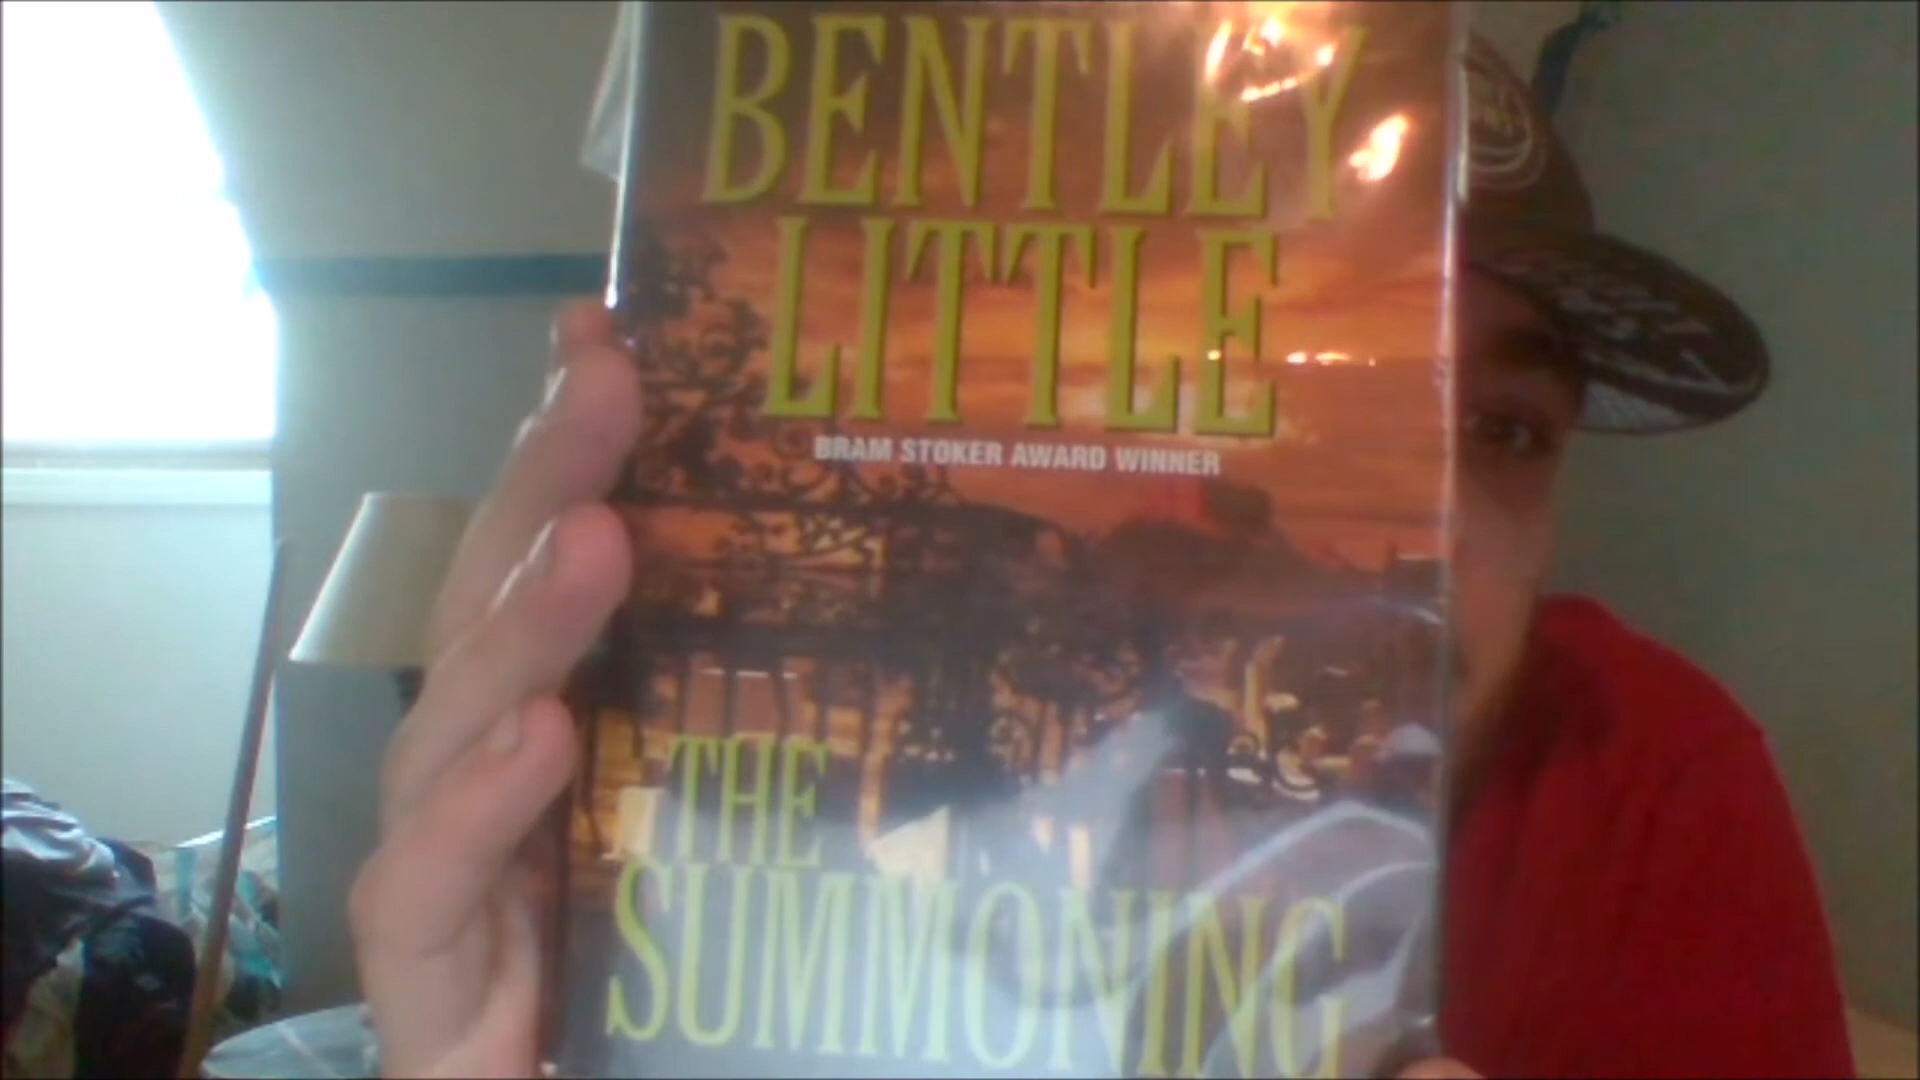 BENTLEY
LITTLE
BRAM STOKER AWARD WINNER
THE
SUMMONING